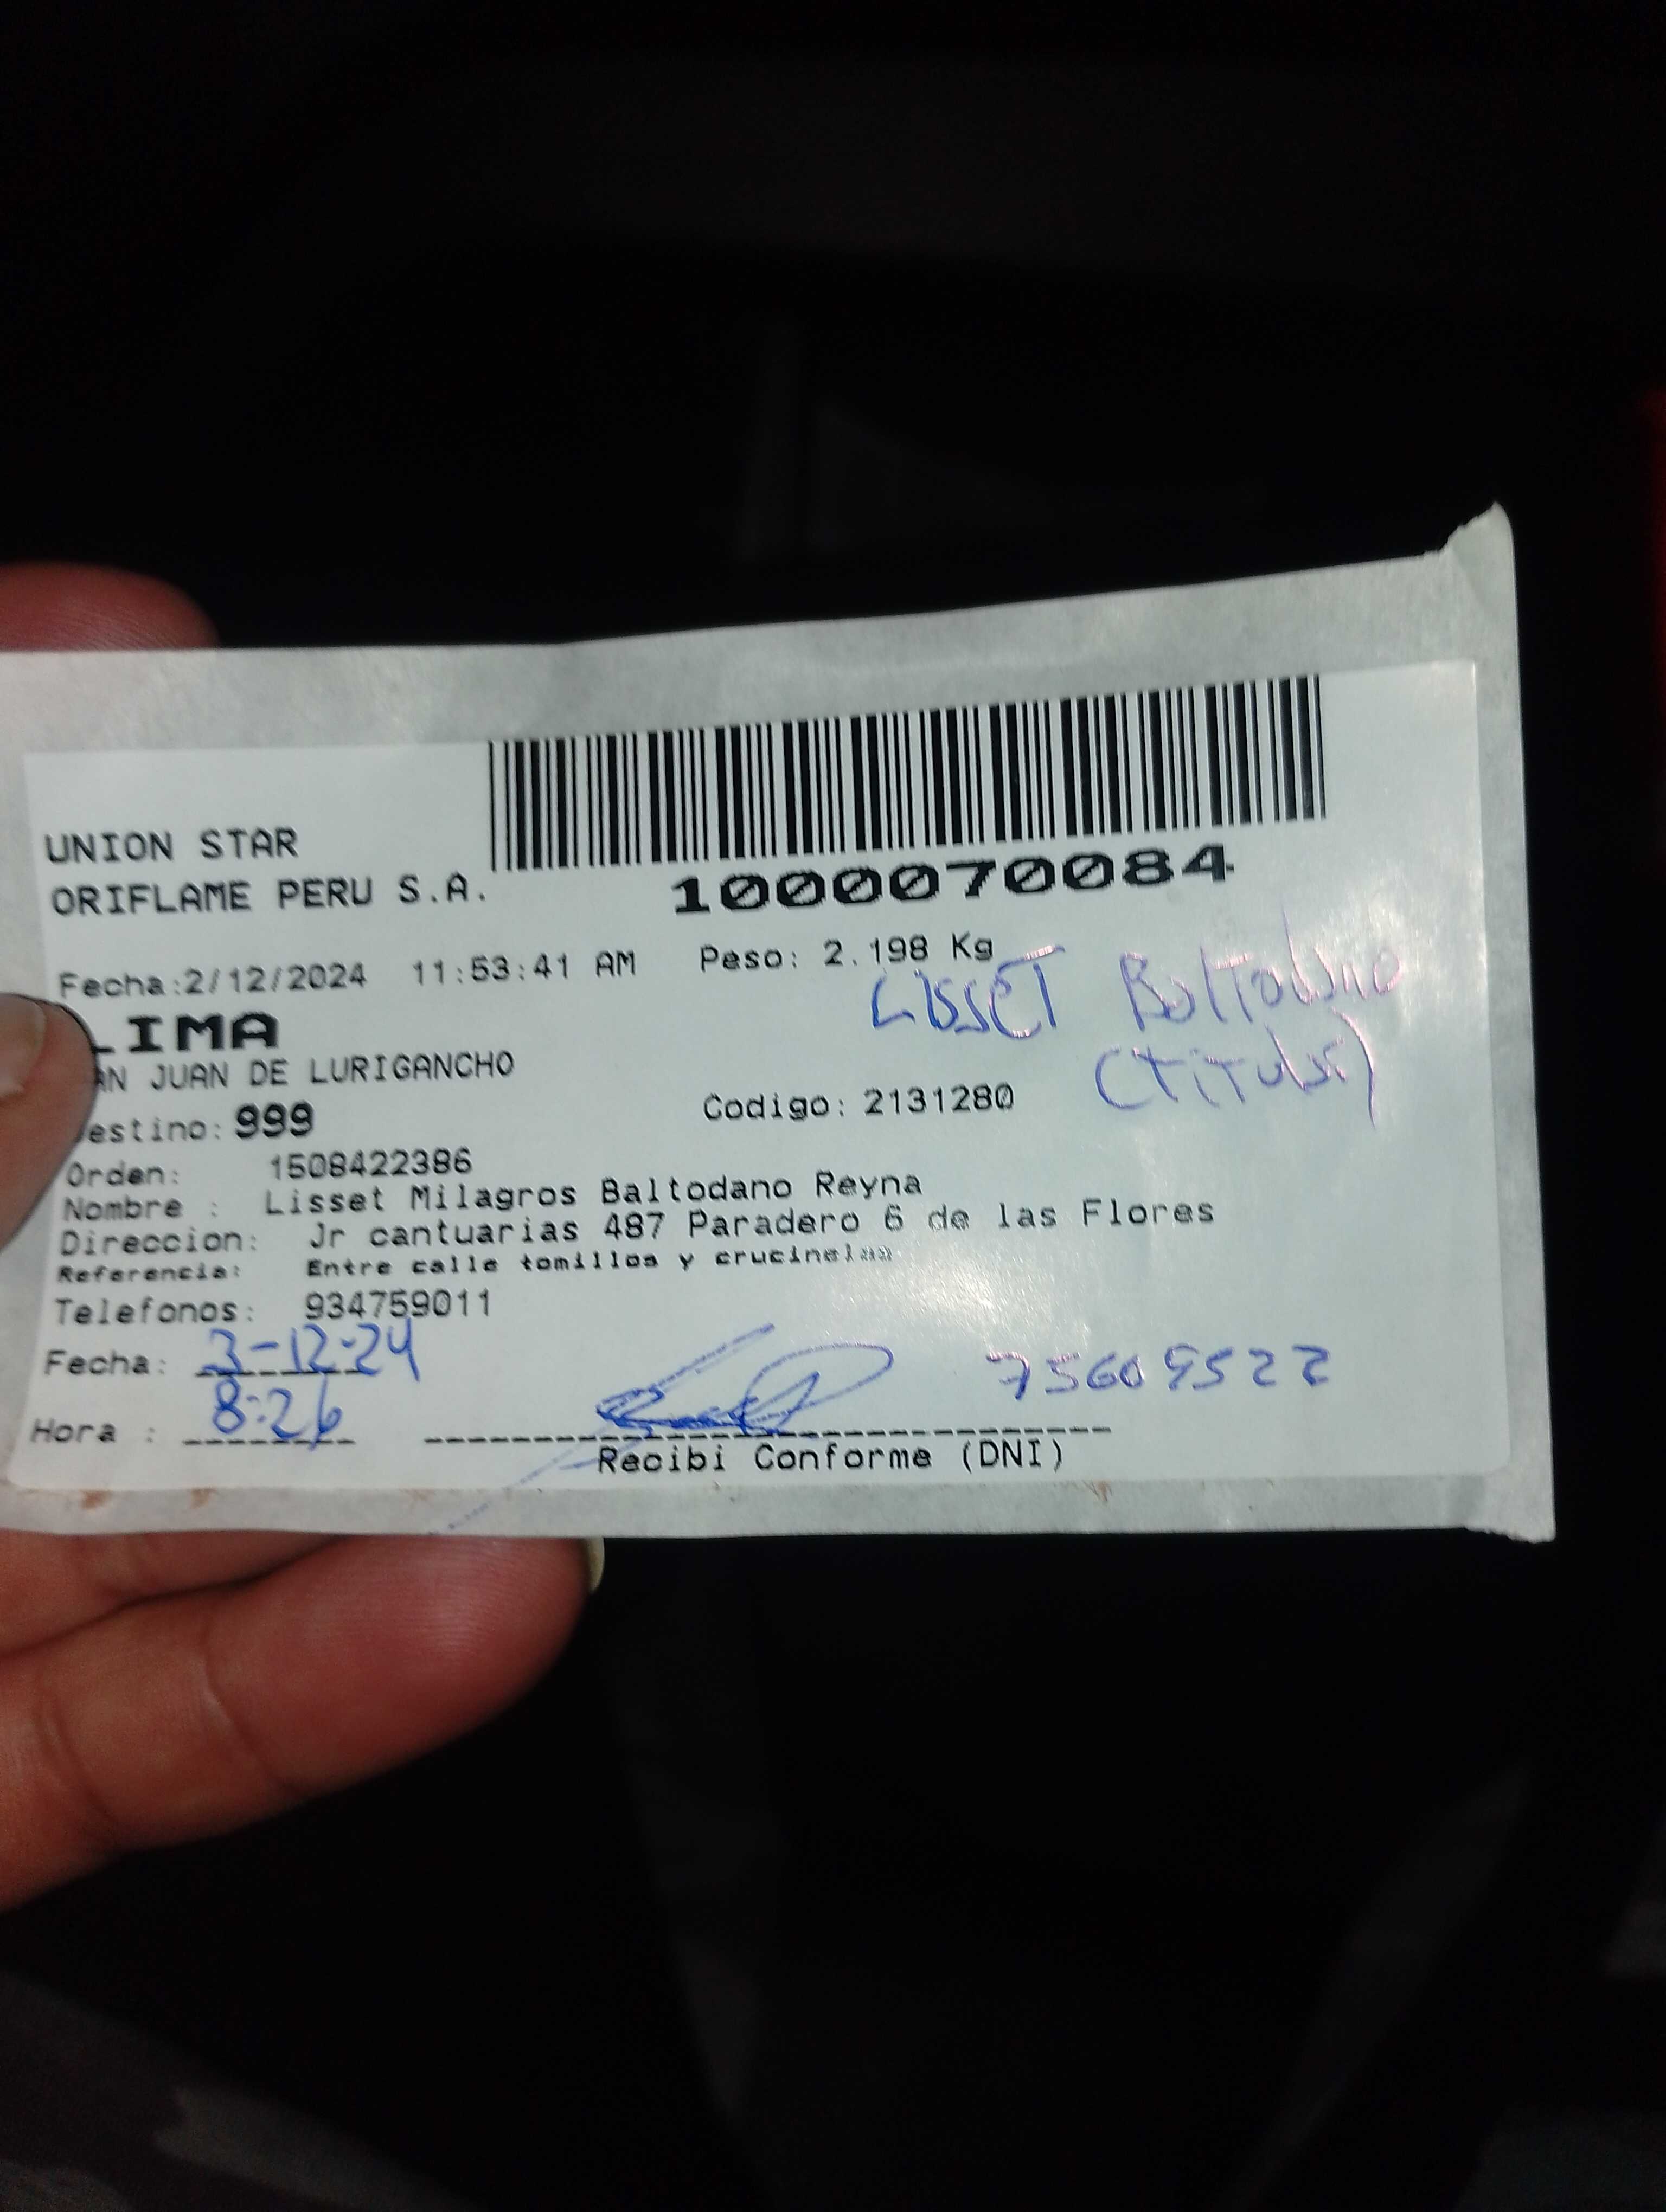 UNION STAR
ORIFLAME PERU S.A.
1000070084
Fecha:2/12/2024 11:53:41 AM Peso: 2.198 Kg
LISSET Baltodano
(titular)
LIMA
AN JUAN DE LURIGANCHO
estino: 999 Codigo: 2131280
Orden: 1508422386
Nombre : Lisset Milagros Baltodano Reyna
Direccion: Jr cantuarias 487 Paradero 6 de las Flores
Referencia: Entre calle tomillos y crucinelas
Telefonos: 934759011
Fecha: 3-12-24
Hora : 8:26
75609522
Recibi Conforme (DNI)